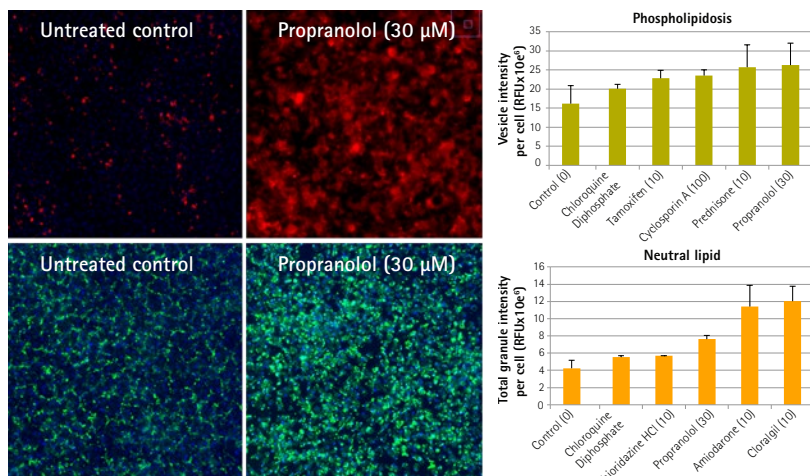 Untreated control
Propranolol (30 µM)
Untreated control
Propranolol (30 µM)
Phospholipidosis
Vesicle intensity
per cell (RFUx10e⁶)
35
30
25
20
15
10
5
0
Control (0)
Chloroquine
Diphosphate
Tamoxifen (10)
Cyclosporin A (100)
Prednisone (10)
Propranolol (30)
Neutral lipid
Total granule intensity
per cell (RFUx10e⁶)
16
14
12
10
8
6
4
2
0
Control (0)
Chloroquine
Diphosphate
ioridazine HCl (10)
Propranolol (30)
Amiodarone (10)
Cloralgil (10)